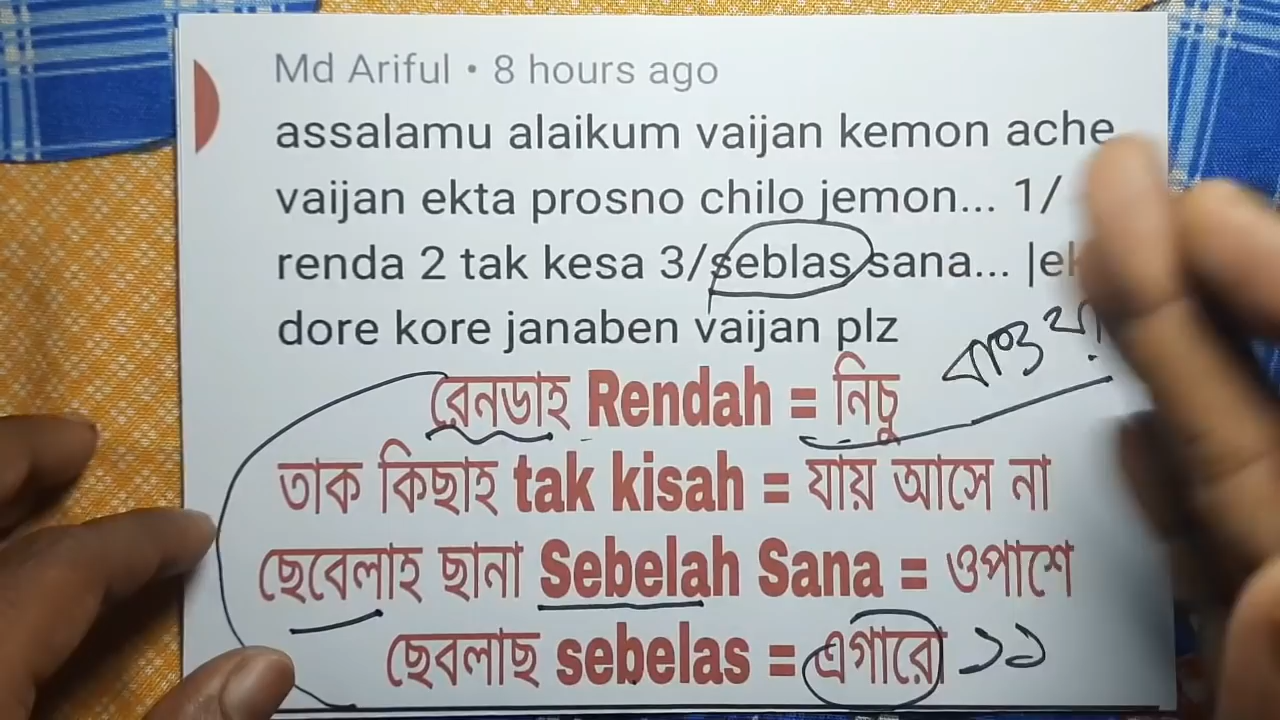 Md Ariful • 8 hours ago
assalamu alaikum vaijan kemon ache
vaijan ekta prosno chilo jemon... 1/
renda 2 tak kesa 3/seblas sana... |ek
dore kore janaben vaijan plz
রেনডাহ Rendah = নিচু
তাক কিছাহ tak kisah = যায় আসে না
ছেবেলাহ ছানা Sebelah Sana = ওপাশে
ছেবলাছ sebelas = এগারো ১১